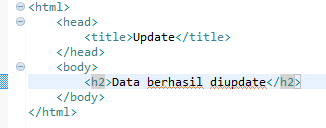 <html>
<head>
<title>Update</title>
</head>
<body>
<h2>Data berhasil diupdate</h2>
</body>
</html>